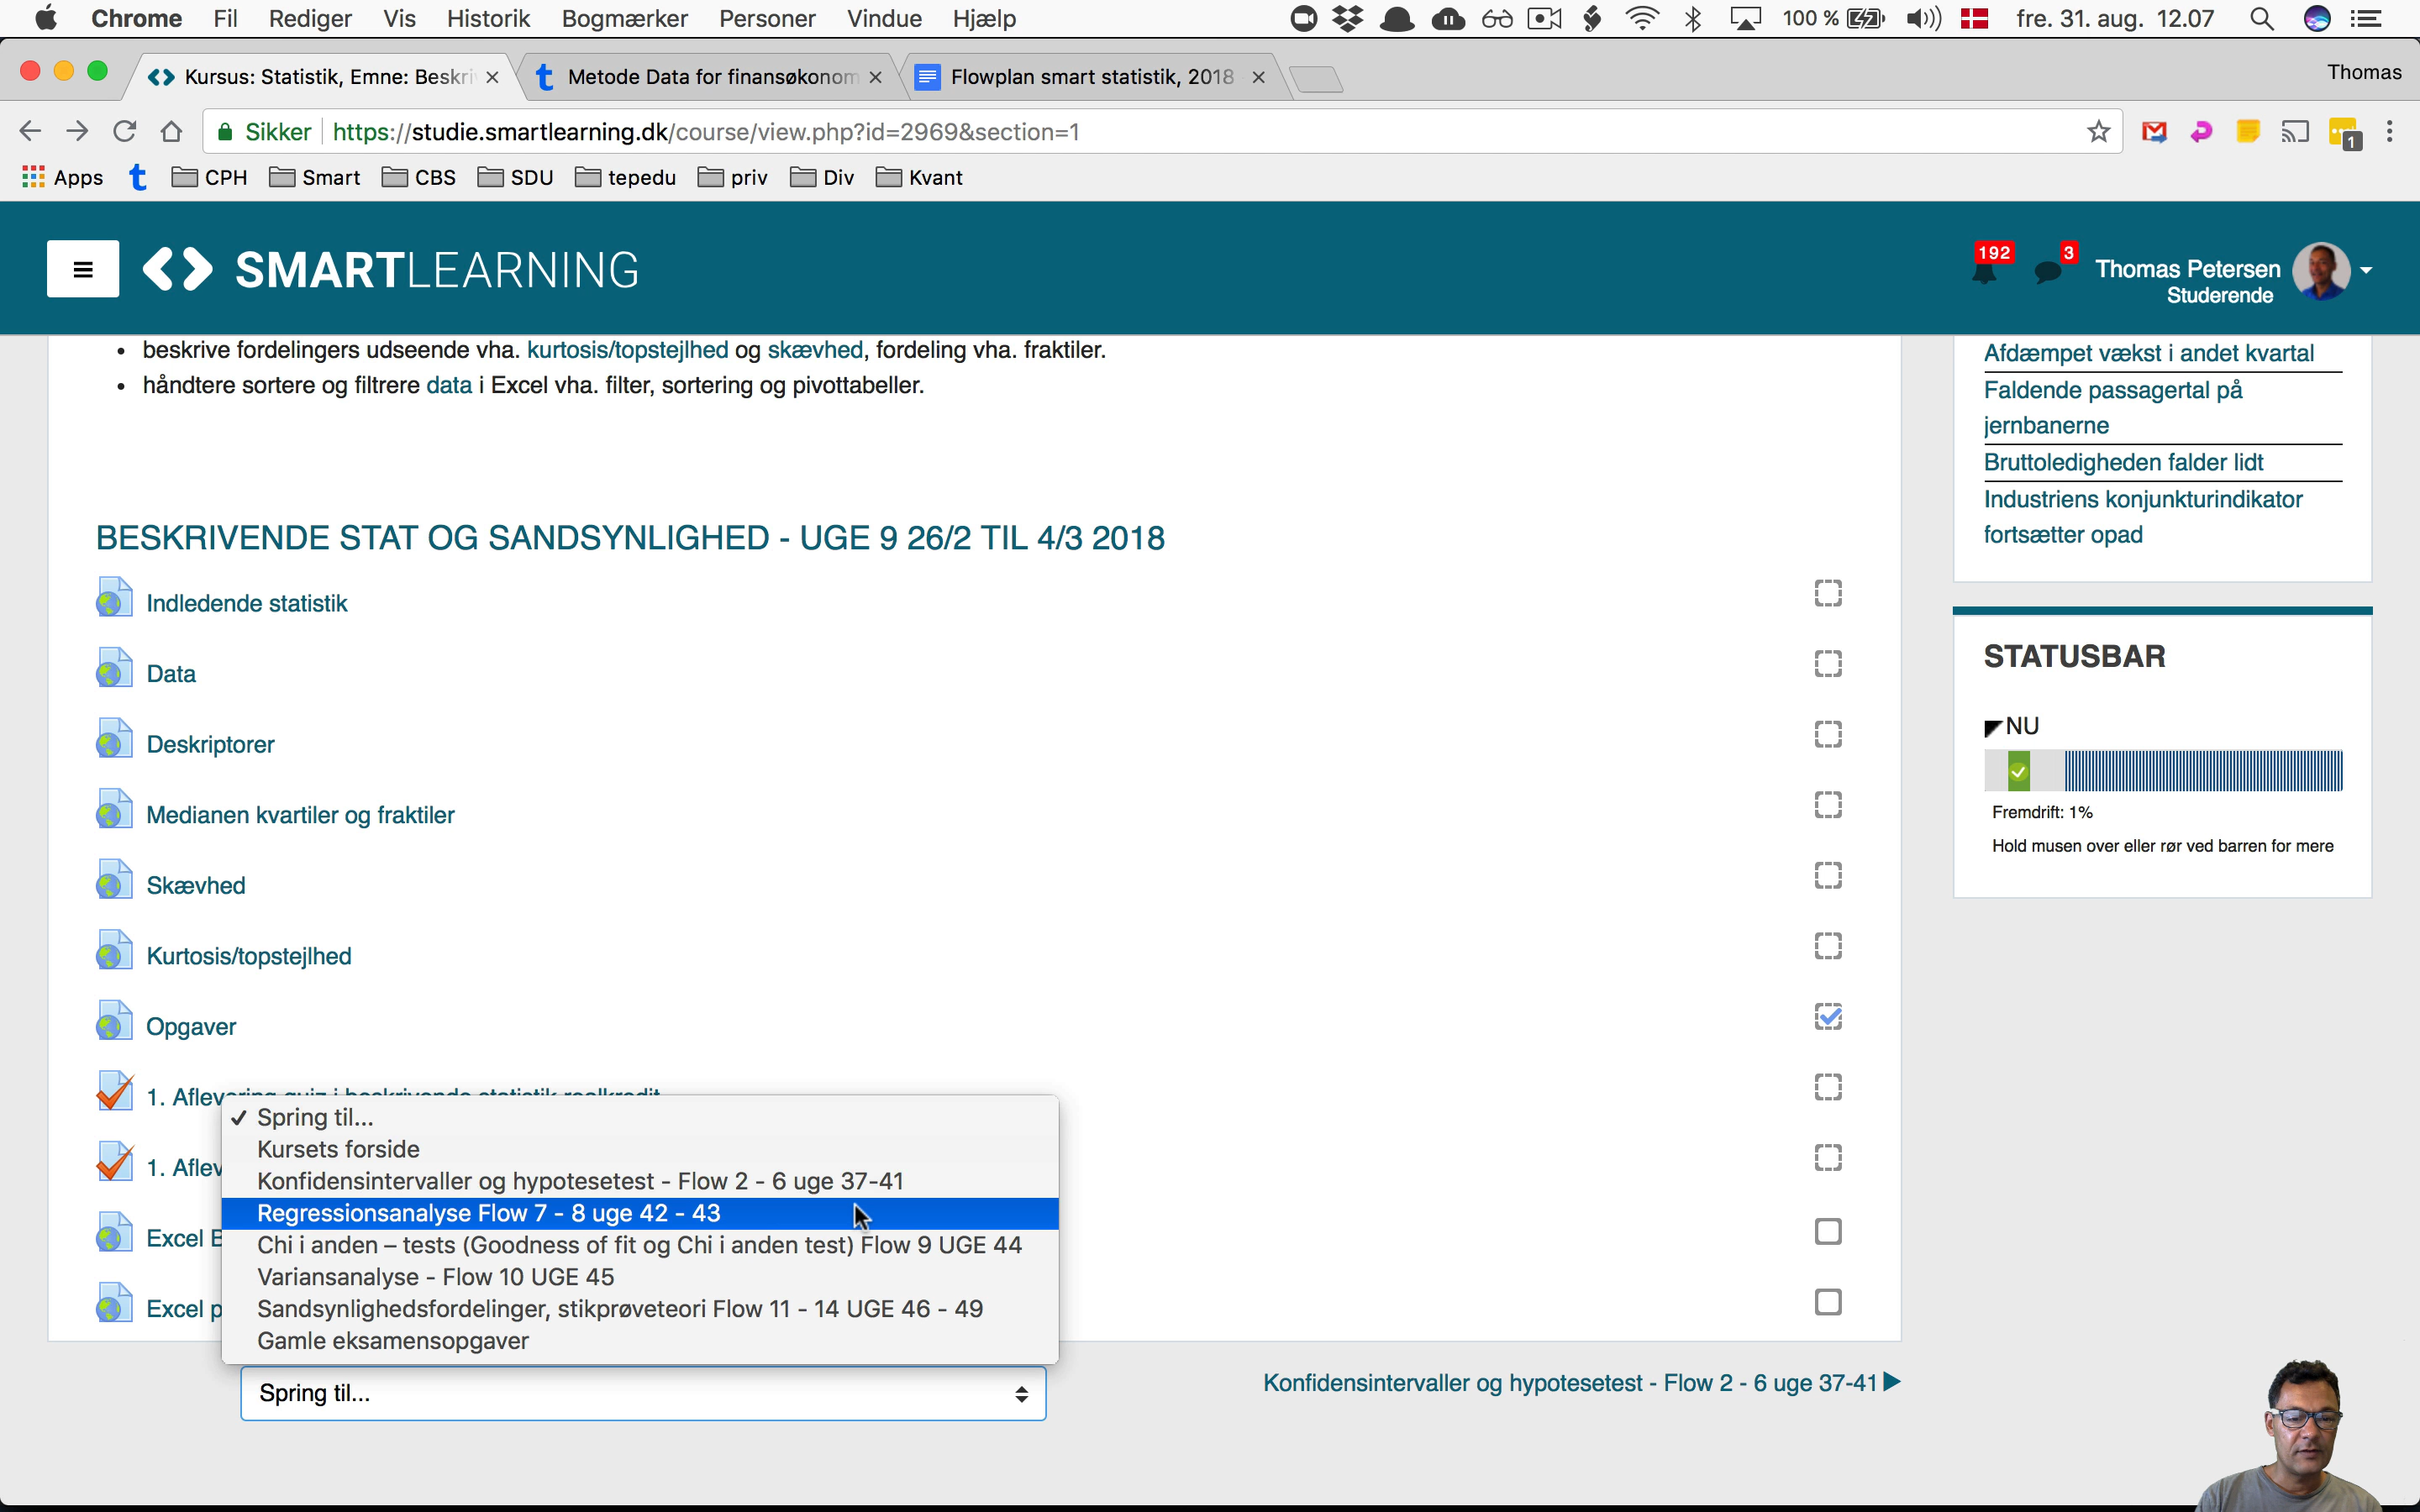 Chrome Fil Rediger Vis Historik Bogmærker Personer Vindue Hjælp 100 % fre. 31. aug. 12.07
Kursus: Statistik, Emne: Beskri
Metode Data for finansøkonom
Flowplan smart statistik, 2018
Thomas
Sikker https://studie.smartlearning.dk/course/view.php?id=2969&section=1
1
Apps CPH Smart CBS SDU tepedu priv Div Kvant
SMARTLEARNING
192
3
Thomas Petersen
Studerende
• beskrive fordelingers udseende vha. kurtosis/topstejlhed og skævhed, fordeling vha. fraktiler.
• håndtere sortere og filtrere data i Excel vha. filter, sortering og pivottabeller.
BESKRIVENDE STAT OG SANDSYNLIGHED - UGE 9 26/2 TIL 4/3 2018
Indledende statistik
Data
Deskriptorer
Medianen kvartiler og fraktiler
Skævhed
Kurtosis/topstejlhed
Opgaver
1. Aflevering quiz i beskrivende statistik realkredit
1. Aflev
Excel B
Excel p
✓ Spring til...
Kursets forside
Konfidensintervaller og hypotesetest - Flow 2 - 6 uge 37-41
Regressionsanalyse Flow 7 - 8 uge 42 - 43
Chi i anden – tests (Goodness of fit og Chi i anden test) Flow 9 UGE 44
Variansanalyse - Flow 10 UGE 45
Sandsynlighedsfordelinger, stikprøveteori Flow 11 - 14 UGE 46 - 49
Gamle eksamensopgaver
Spring til...
Konfidensintervaller og hypotesetest - Flow 2 - 6 uge 37-41
Afdæmpet vækst i andet kvartal
Faldende passagertal på
jernbanerne
Bruttoledigheden falder lidt
Industriens konjunkturindikator
fortsætter opad
STATUSBAR
NU
Fremdrift: 1%
Hold musen over eller rør ved barren for mere